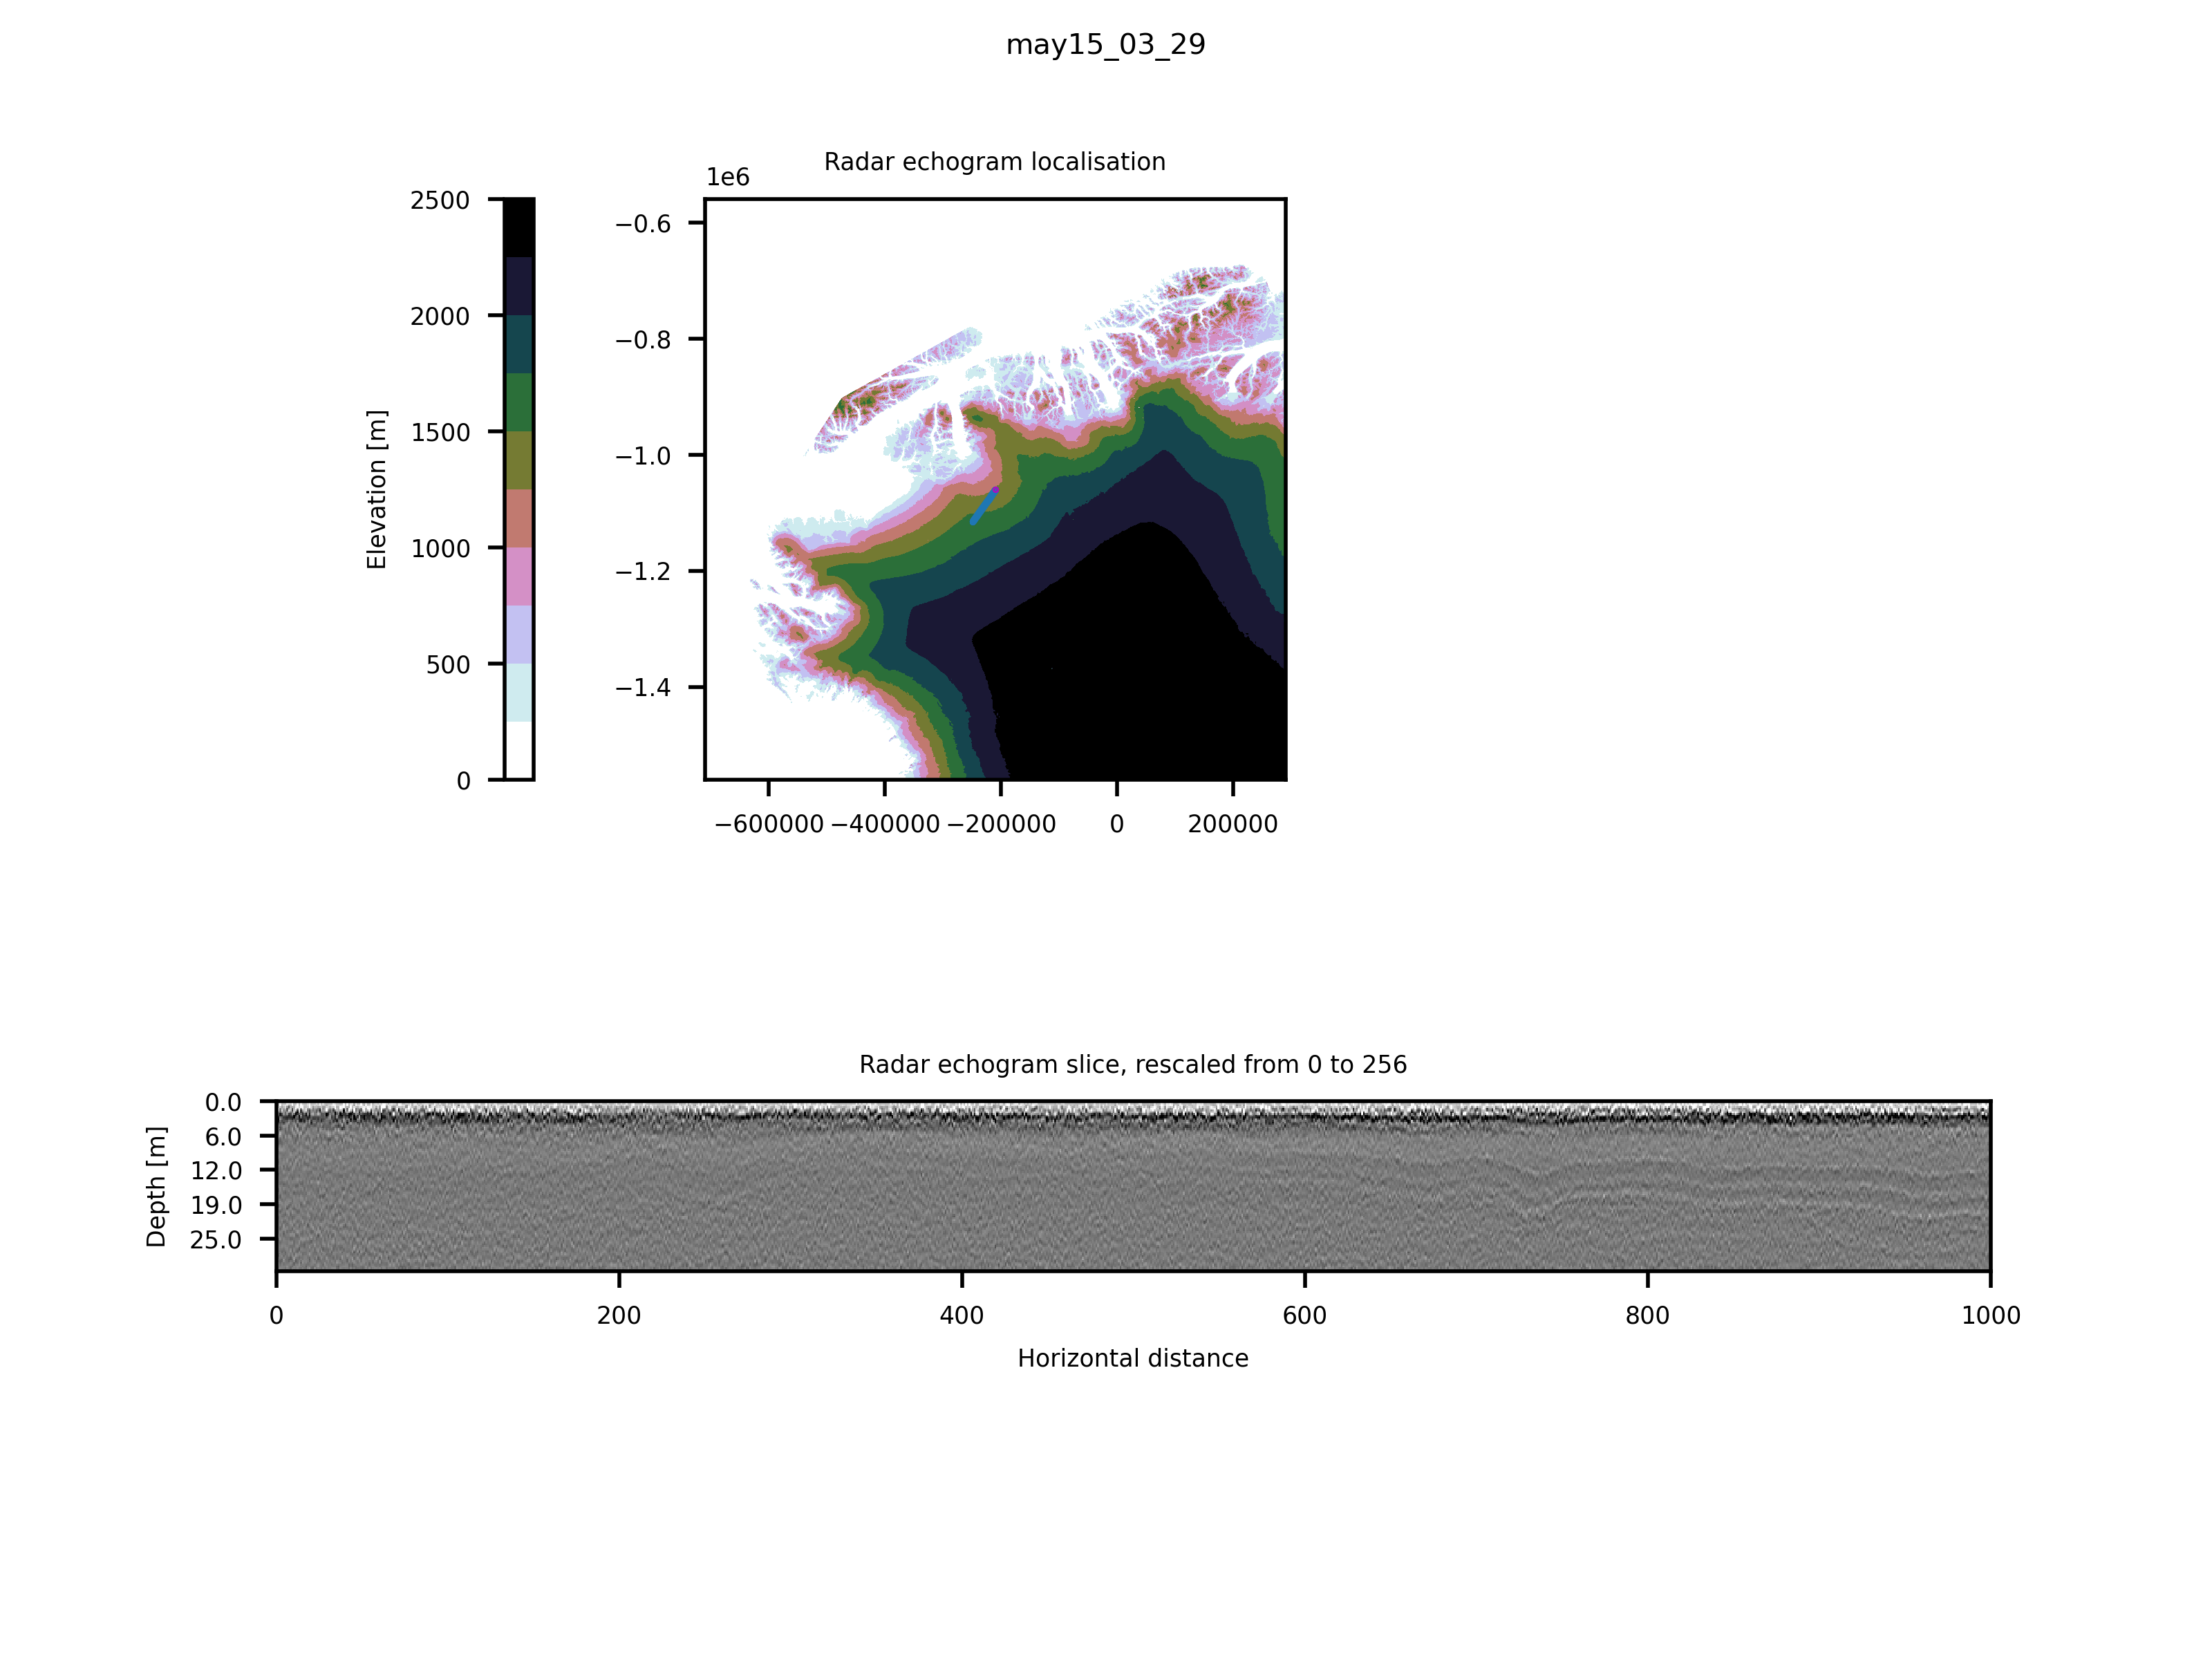 may15_03_29
Radar echogram localisation
1e6
2500
2000
1500
1000
500
0
Elevation [m]
−0.6
−0.8
−1.0
−1.2
−1.4
−600000 −400000 −200000 0 200000
Radar echogram slice, rescaled from 0 to 256
0.0
6.0
12.0
19.0
25.0
Depth [m]
0 200 400 600 800 1000
Horizontal distance